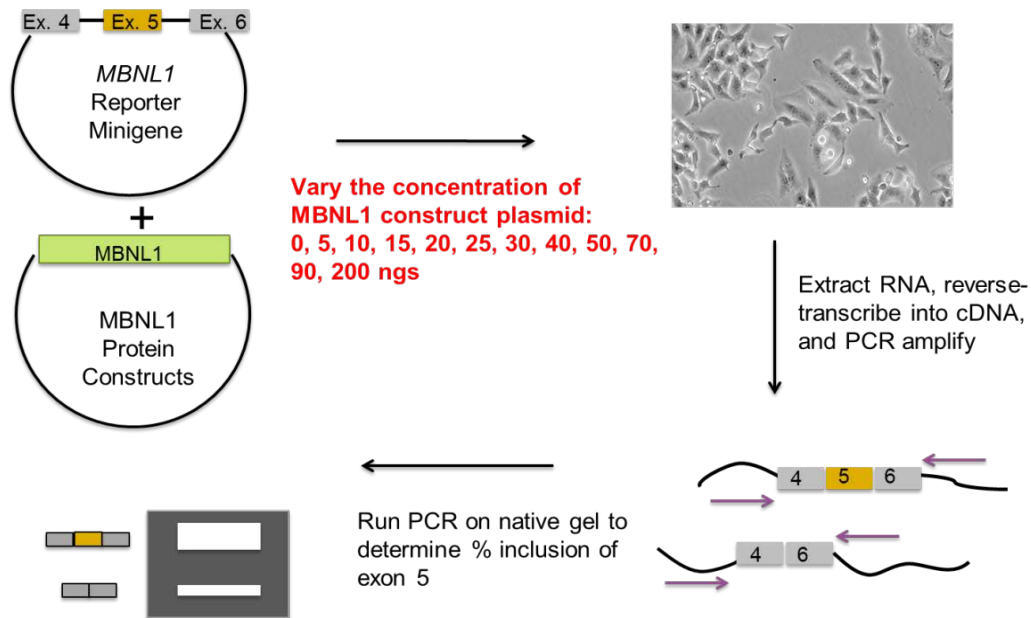 Ex. 4
Ex. 5
Ex. 6
MBNL1
Reporter
Minigene
+
MBNL1
MBNL1
Protein
Constructs
Vary the concentration of
MBNL1 construct plasmid:
0, 5, 10, 15, 20, 25, 30, 40, 50, 70,
90, 200 ngs
Extract RNA, reverse-
transcribe into cDNA,
and PCR amplify
4 5 6
4 6
Run PCR on native gel to
determine % inclusion of
exon 5